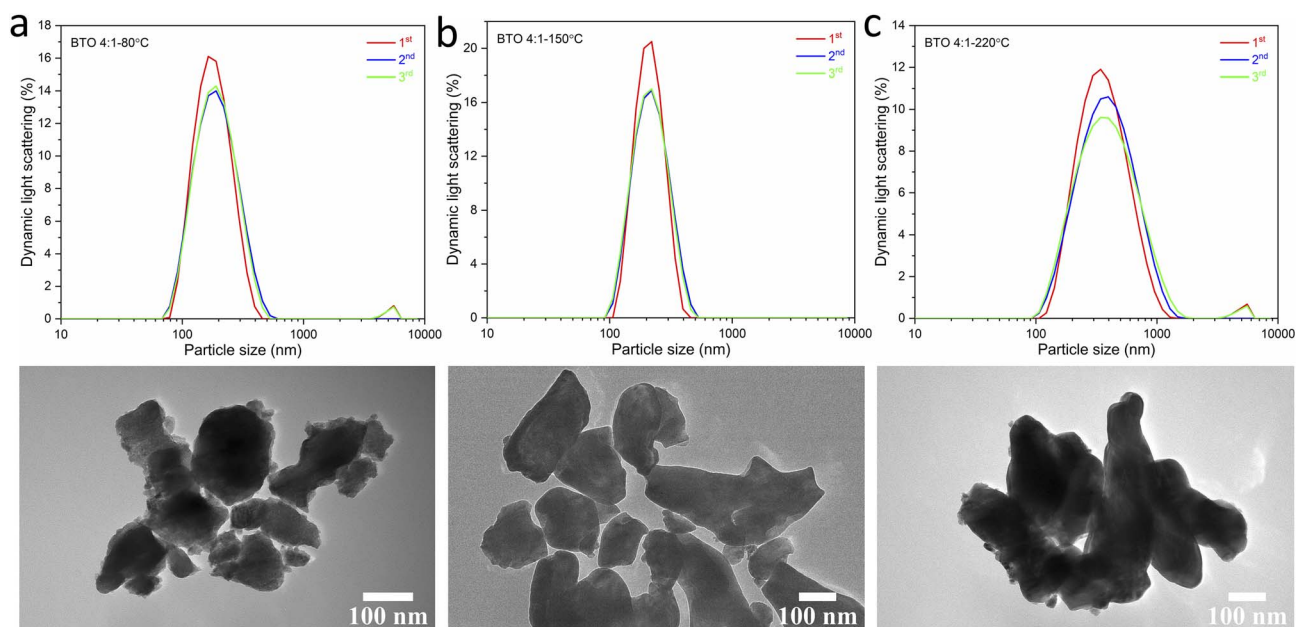 a
BTO 4:1-80°C
1st
2nd
3rd
Dynamic light scattering (%)
0
2
4
6
8
10
12
14
16
18
10
100
1000
10000
Particle size (nm)
b
BTO 4:1-150°C
1st
2nd
3rd
Dynamic light scattering (%)
0
4
8
12
16
20
10
100
1000
10000
Particle size (nm)
c
BTO 4:1-220°C
1st
2nd
3rd
Dynamic light scattering (%)
0
2
4
6
8
10
12
14
10
100
1000
10000
Particle size (nm)
100 nm
100 nm
100 nm